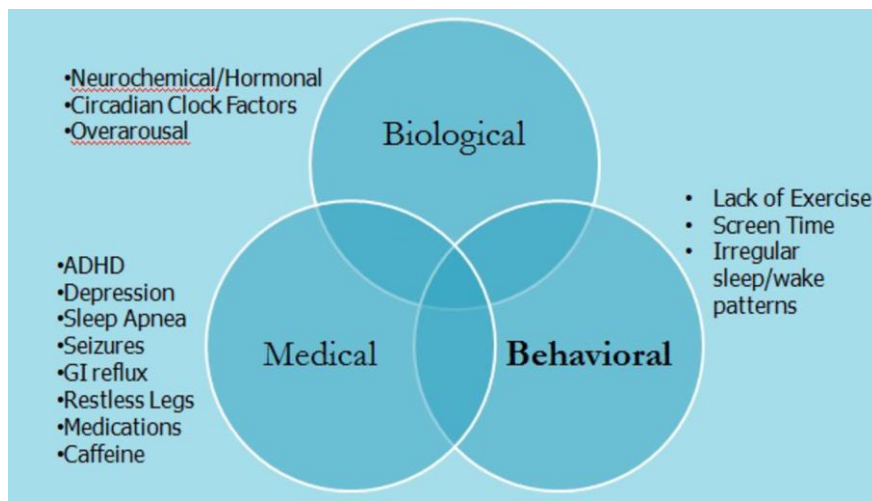 •Neurochemical/Hormonal
•Circadian Clock Factors
•Overarousal
Biological
• Lack of Exercise
• Screen Time
• Irregular
sleep/wake
patterns
•ADHD
•Depression
•Sleep Apnea
•Seizures
•GI reflux
•Restless Legs
•Medications
•Caffeine
Medical
Behavioral